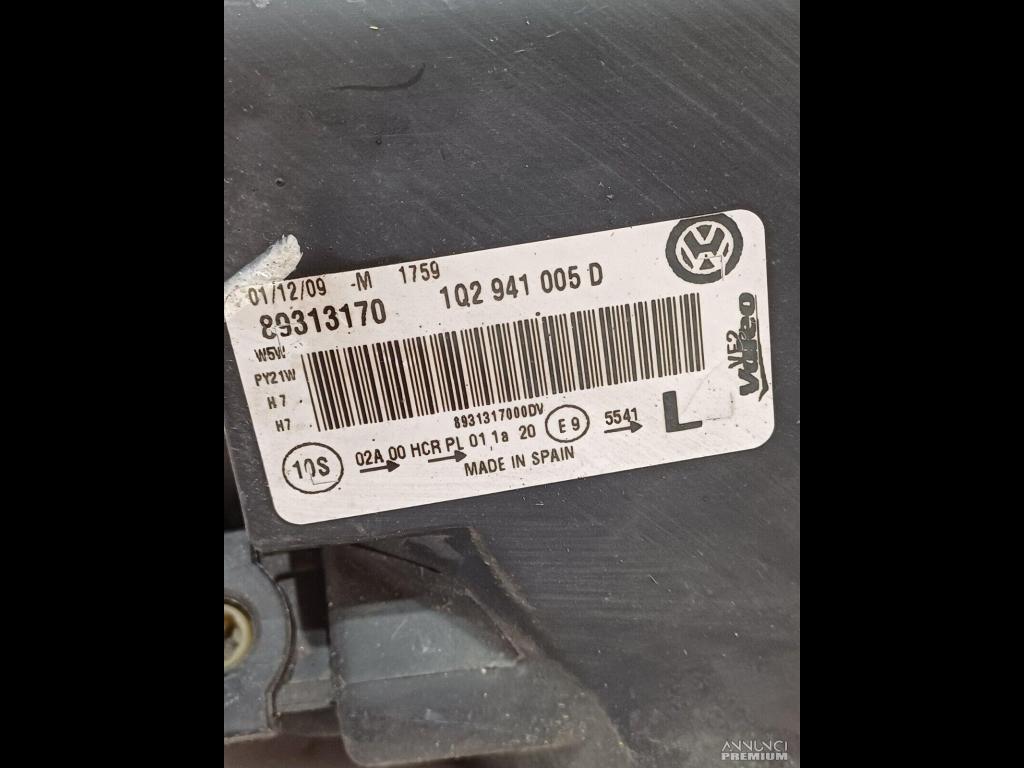 01/12/09 -M 1759
89313170 1Q2 941 005 D
W5W
PY21W
H7
H7
8931317000DV
10S 02A 00 HCR PL 01 1a 20 E9 5541 L
MADE IN SPAIN
VE2
Valeo
ANNUNCI
PREMIUM